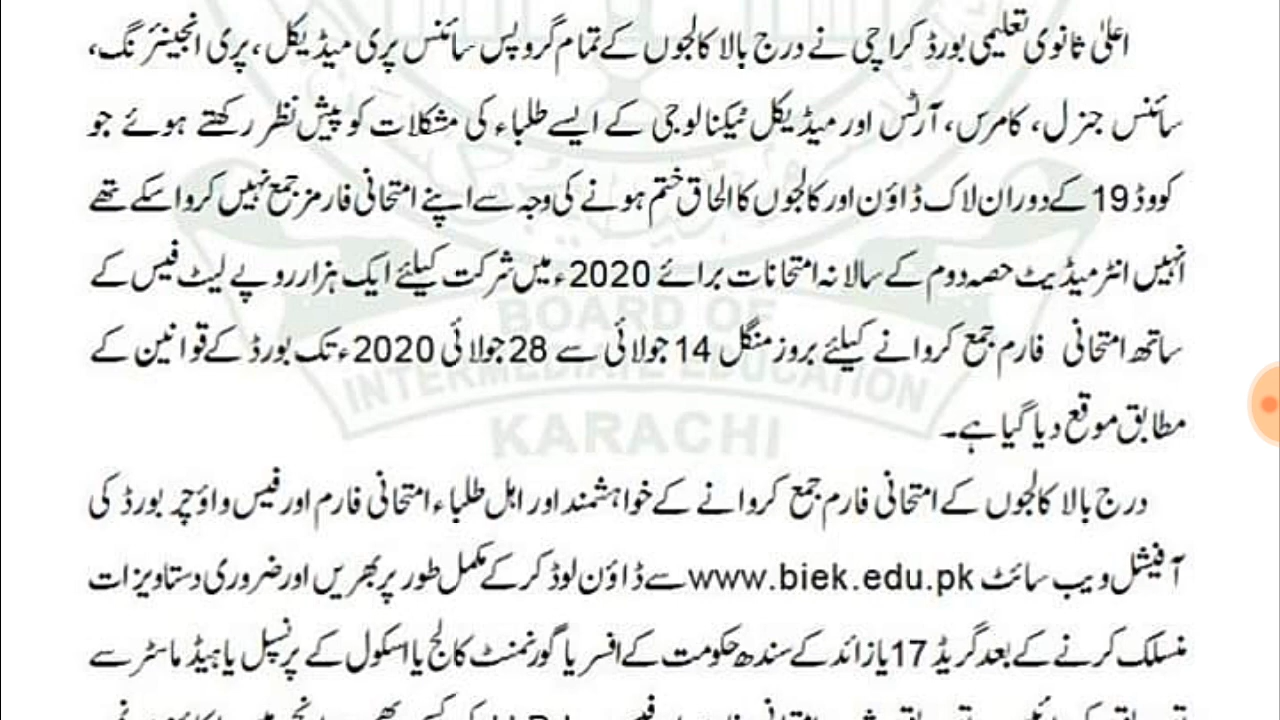 اعلیٰ ثانوی تعلیمی بورڈ کراچی نے درج بالا کالجوں کے تمام گروپس سائنس پری میڈیکل، پری انجینئرنگ،
سائنس جنرل، کامرس، آرٹس اور میڈیکل ٹیکنالوجی کے ایسے طلباء کی مشکلات کو پیش نظر رکھتے ہوئے جو
کووڈ 19 کے دوران لاک ڈاؤن اور کالجوں کا الحاق ختم ہونے کی وجہ سے اپنے امتحانی فارمز جمع نہیں کرواسکے تھے
انہیں انٹرمیڈیٹ حصہ دوم کے سالانہ امتحانات برائے 2020ء میں شرکت کیلئے ایک ہزار روپے لیٹ فیس کے
ساتھ امتحانی فارم جمع کروانے کیلئے بروز منگل 14 جولائی سے 28 جولائی 2020ء تک بورڈ کے قوانین کے
مطابق موقع دیا گیا ہے۔
درج بالا کالجوں کے امتحانی فارم جمع کروانے کے خواہشمند اور اہل طلباء امتحانی فارم اور فیس واؤچر بورڈ کی
آفیشل ویب سائٹ www.biek.edu.pk سے ڈاؤن لوڈ کر کے مکمل طور پر بھریں اور ضروری دستاویزات
منسلک کرنے کے بعد گریڈ 17 یا زائد کے سندھ حکومت کے افسر یا گورنمنٹ کالج یا اسکول کے پرنسپل یا ہیڈ ماسٹر سے
BOARD OF
INTERMEDIATE EDUCATION
KARACHI